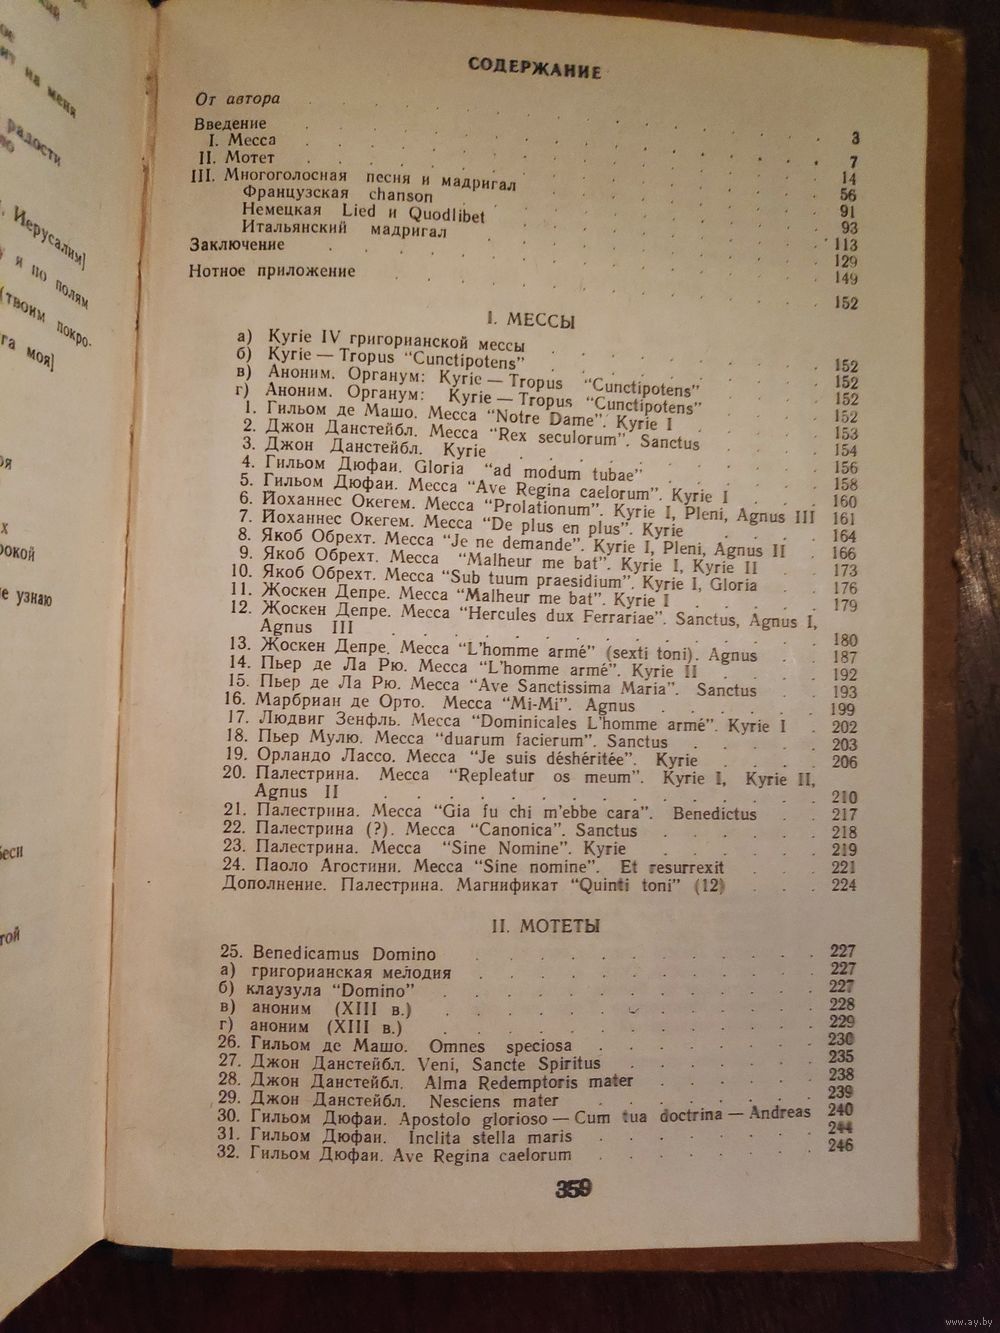 ит на меня
радости
Иерусалим]
и по полям
(твоим покро-
га моя]
рокой
е узнаю
СОДЕРЖАНИЕ
От автора 3
Введение 7
I. Месса 14
II. Мотет 56
III. Многоголосная песня и мадригал 91
Французская chanson 93
Немецкая Lied и Quodlibet 113
Итальянский мадригал 129
Заключение 149
Нотное приложение 152
I. МЕССЫ
а) Kyrie IV григорианской мессы 152
б) Kyrie — Tropus “Cunctipotens” 152
в) Аноним. Органум: Kyrie — Tropus “Cunctipotens” 152
г) Аноним. Органум: Kyrie — Tropus “Cunctipotens” 152
1. Гильом де Машо. Месса “Notre Dame”. Kyrie I 153
2. Джон Данстейбл. Месса “Rex seculorum”. Sanctus 154
3. Джон Данстейбл. Kyrie 156
4. Гильом Дюфаи. Gloria “ad modum tubae” 158
5. Гильом Дюфаи. Месса “Ave Regina caelorum”. Kyrie I 160
6. Йоханнес Окегем. Месса “Prolationum”. Kyrie I, Pleni, Agnus III 161
7. Йоханнес Окегем. Месса “De plus en plus”. Kyrie 164
8. Якоб Обрехт. Месса “Je ne demande”. Kyrie I, Pleni, Agnus II 166
9. Якоб Обрехт. Месса “Malheur me bat”. Kyrie I, Kyrie II 173
10. Якоб Обрехт. Месса “Sub tuum praesidium”. Kyrie I, Gloria 176
11. Жоскен Депре. Месса “Malheur me bat”. Kyrie I 179
12. Жоскен Депре. Месса “Hercules dux Ferrariae”. Sanctus, Agnus I,
Agnus III 180
13. Жоскен Депре. Месса “L'homme armé” (sexti toni). Agnus 187
14. Пьер де Ла Рю. Месса “L'homme armé”. Kyrie II 192
15. Пьер де Ла Рю. Месса “Ave Sanctissima Maria”. Sanctus 193
16. Марбриан де Орто. Месса “Mi-Mi”. Agnus 199
17. Людвиг Зенфль. Месса “Dominicales L'homme armé”. Kyrie I 202
18. Пьер Мулю. Месса “duarum facierum”. Sanctus 203
19. Орландо Лассо. Месса “Je suis déshéritée”. Kyrie 206
20. Палестрина. Месса “Repleatur os meum”. Kyrie I, Kyrie II,
Agnus II 210
21. Палестрина. Месса “Gia fu chi m'ebbe cara”. Benedictus 217
22. Палестрина (?). Месса “Canonica”. Sanctus 218
23. Палестрина. Месса “Sine Nomine”. Kyrie 219
24. Паоло Агостини. Месса “Sine nomine”. Et resurrexit 221
Дополнение. Палестрина. Магнификат “Quinti toni” (12) 224
II. МОТЕТЫ
25. Benedicamus Domino 227
а) григорианская мелодия 227
б) клаузула “Domino” 227
в) аноним (XIII в.) 228
г) аноним (XIII в.) 229
26. Гильом де Машо. Omnes speciosa 230
27. Джон Данстейбл. Veni, Sancte Spiritus 235
28. Джон Данстейбл. Alma Redemptoris mater 238
29. Джон Данстейбл. Nesciens mater 239
30. Гильом Дюфаи. Apostolo glorioso — Cum tua doctrina — Andreas 240
31. Гильом Дюфаи. Inclita stella maris 244
32. Гильом Дюфаи. Ave Regina caelorum 246
359
www.ay.by